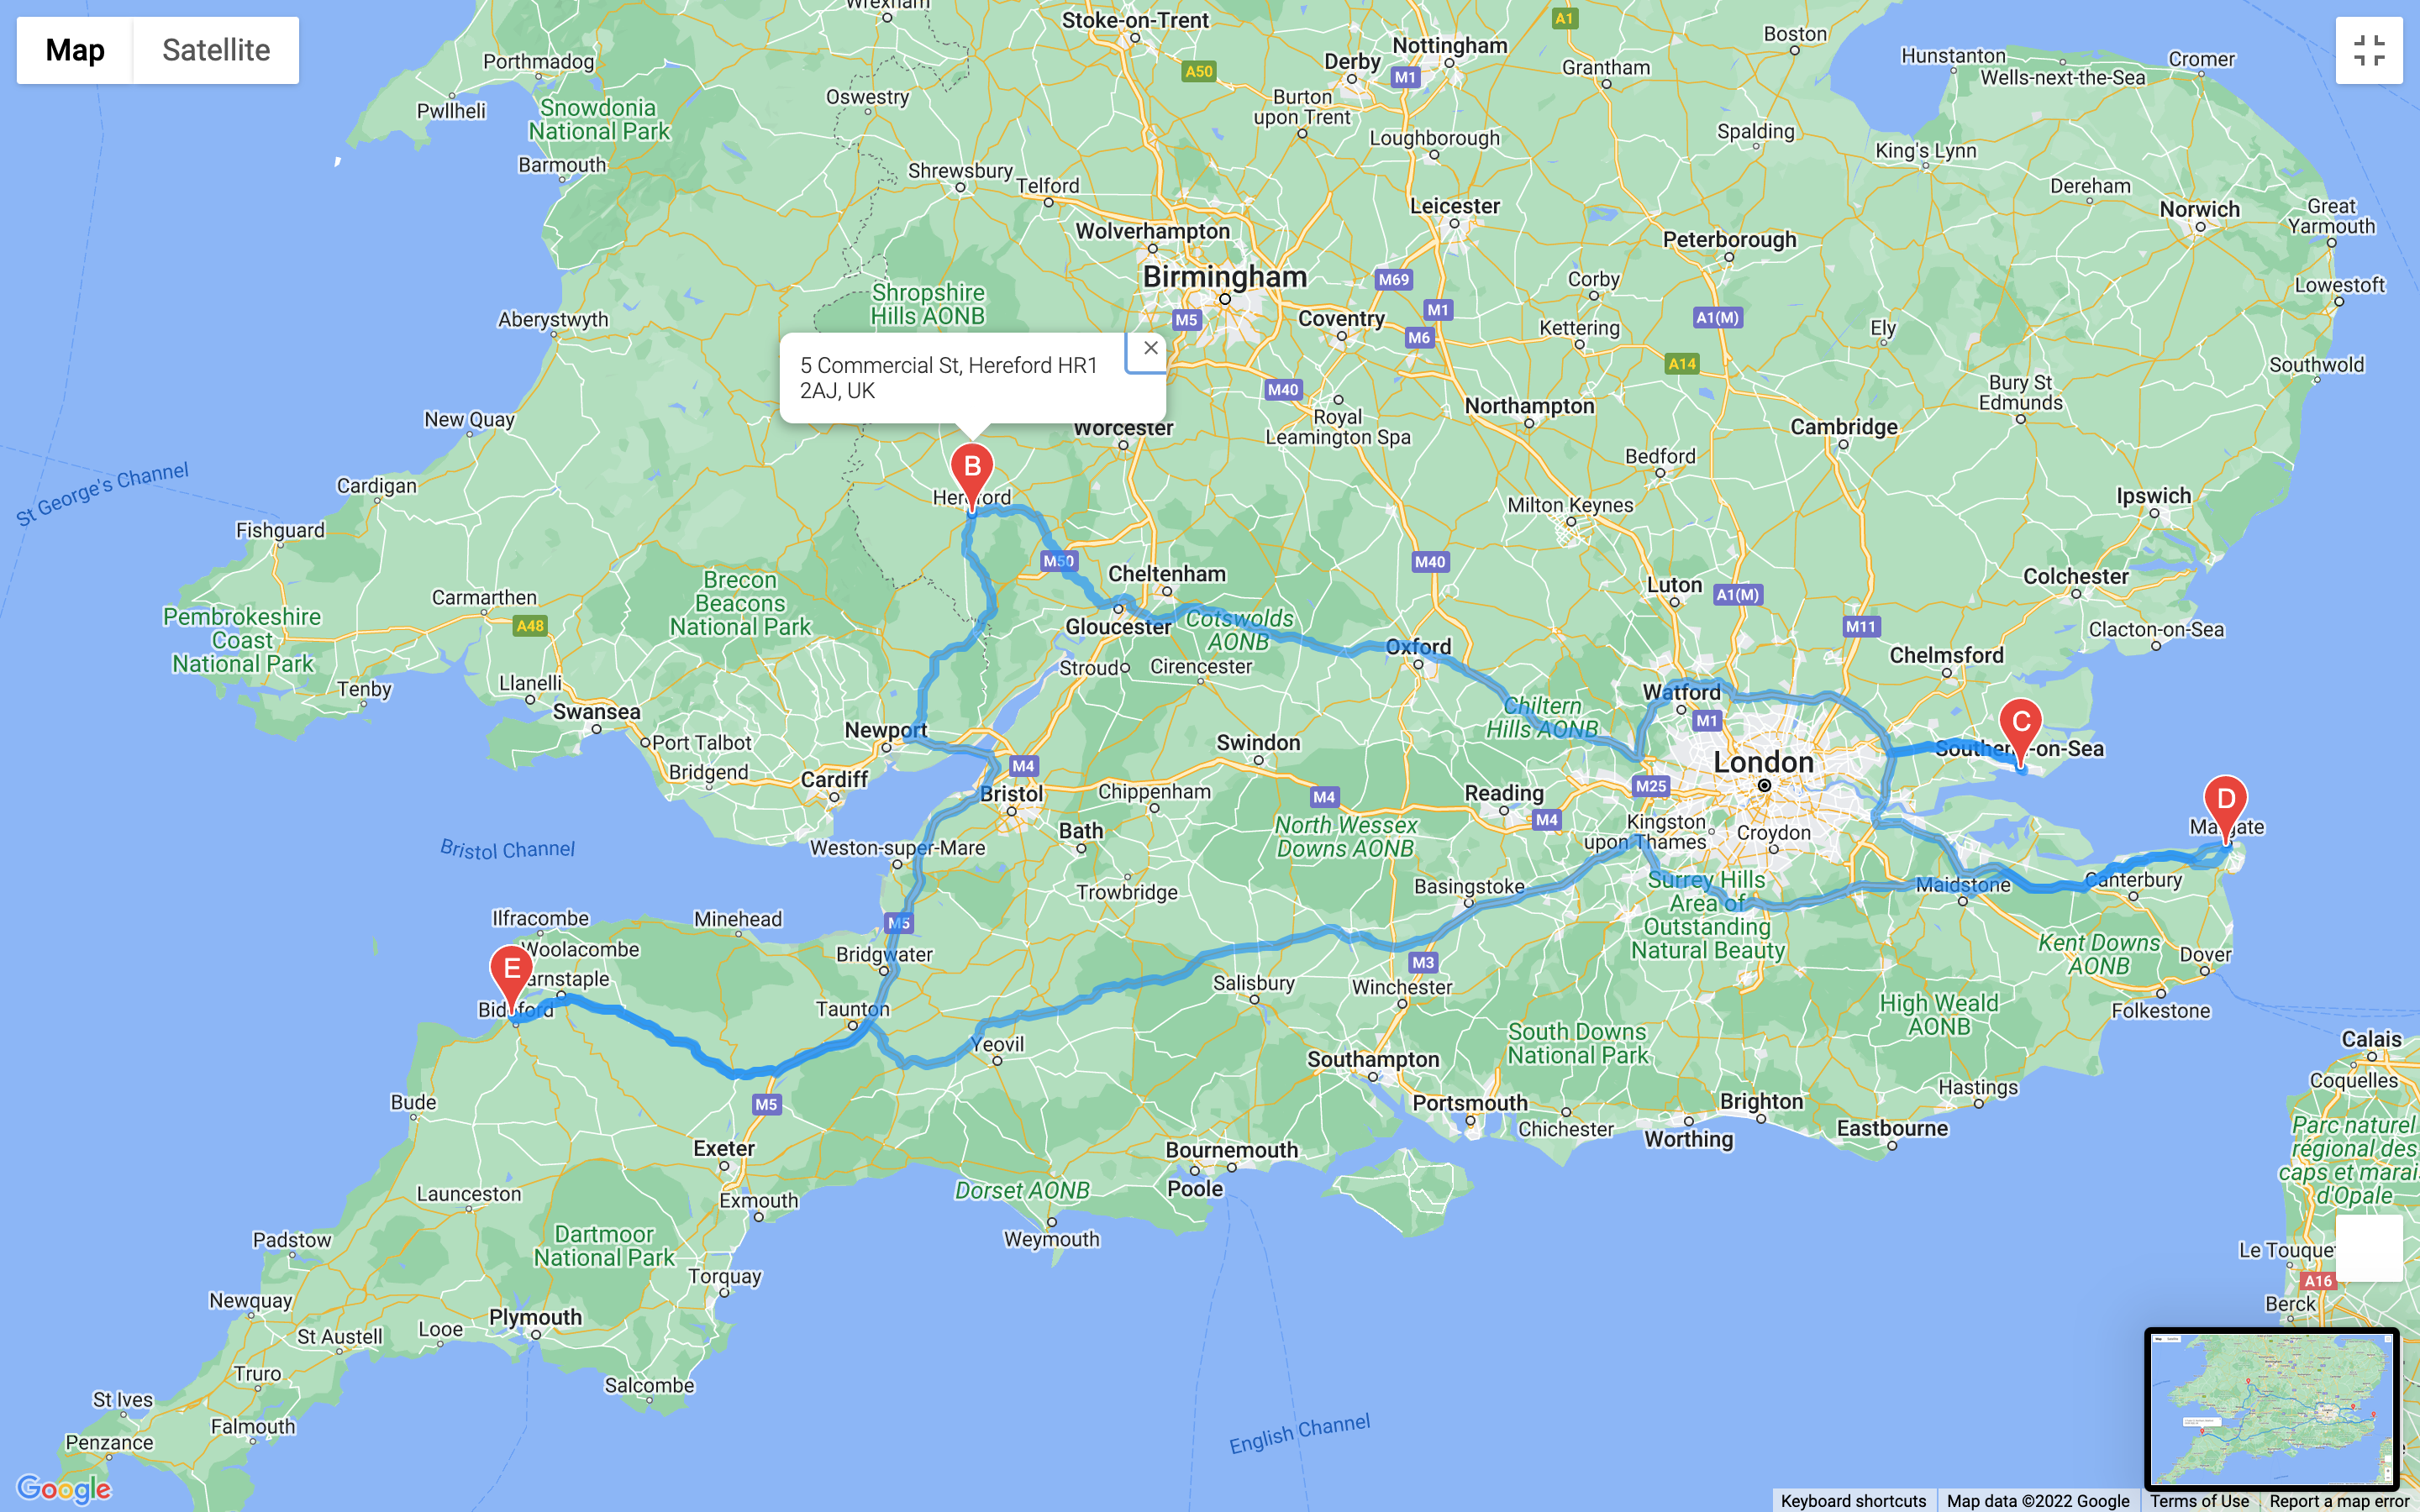 Map
Satellite
Wrexham
Stoke-on-Trent
A1
Nottingham
Boston
Hunstanton
Cromer
Porthmadog
Derby
M1
A50
Grantham
Wells-next-the-Sea
Pwllheli
Snowdonia
National Park
Oswestry
Burton
upon Trent
Loughborough
Spalding
King's Lynn
Barmouth
Shrewsbury
Telford
Leicester
Dereham
Norwich
Great
Yarmouth
Wolverhampton
Peterborough
Birmingham
M69
Corby
Lowestoft
Shropshire
Hills AONB
M5
Coventry
M1
M6
Kettering
A1(M)
Ely
Aberystwyth
A14
Southwold
5 Commercial St, Hereford HR1
2AJ, UK
M40
Royal
Leamington Spa
Northampton
Bury St
Edmunds
New Quay
Worcester
Cambridge
St George's Channel
Cardigan
B
Hereford
Bedford
Milton Keynes
Ipswich
Fishguard
M50
Cheltenham
M40
Luton
A1(M)
Colchester
Brecon
Beacons
National Park
Carmarthen
A48
Pembrokeshire
Coast
National Park
Gloucester
Cotswolds
AONB
M11
Clacton-on-Sea
Oxford
Stroud
Cirencester
Chelmsford
Tenby
Llanelli
Swansea
Watford
M1
Chiltern
Hills AONB
C
Newport
Port Talbot
Swindon
Southend-on-Sea
Bridgend
Cardiff
M4
Bristol
Chippenham
M4
Reading
M4
M25
London
D
Margate
Bath
North Wessex
Downs AONB
Kingston
upon Thames
Croydon
Bristol Channel
Weston-super-Mare
Trowbridge
Basingstoke
Surrey Hills
Area of
Outstanding
Natural Beauty
Maidstone
Canterbury
Ilfracombe
Minehead
M5
Woolacombe
E
Barnstaple
Bridgwater
M3
Kent Downs
AONB
Dover
Bideford
Taunton
Salisbury
Winchester
High Weald
AONB
Folkestone
Yeovil
South Downs
National Park
Southampton
Calais
Coquelles
Bude
M5
Portsmouth
Chichester
Worthing
Brighton
Hastings
Eastbourne
Parc naturel
régional des
caps et marai
d'Opale
Exeter
Bournemouth
Poole
Launceston
Exmouth
Dorset AONB
Weymouth
Padstow
Dartmoor
National Park
Le Touque
A16
Torquay
Newquay
Berck
St Austell
Looe
Plymouth
Truro
Salcombe
St Ives
Falmouth
Penzance
English Channel
Google
Keyboard shortcuts
Map data ©2022 Google
Terms of Use
Report a map error